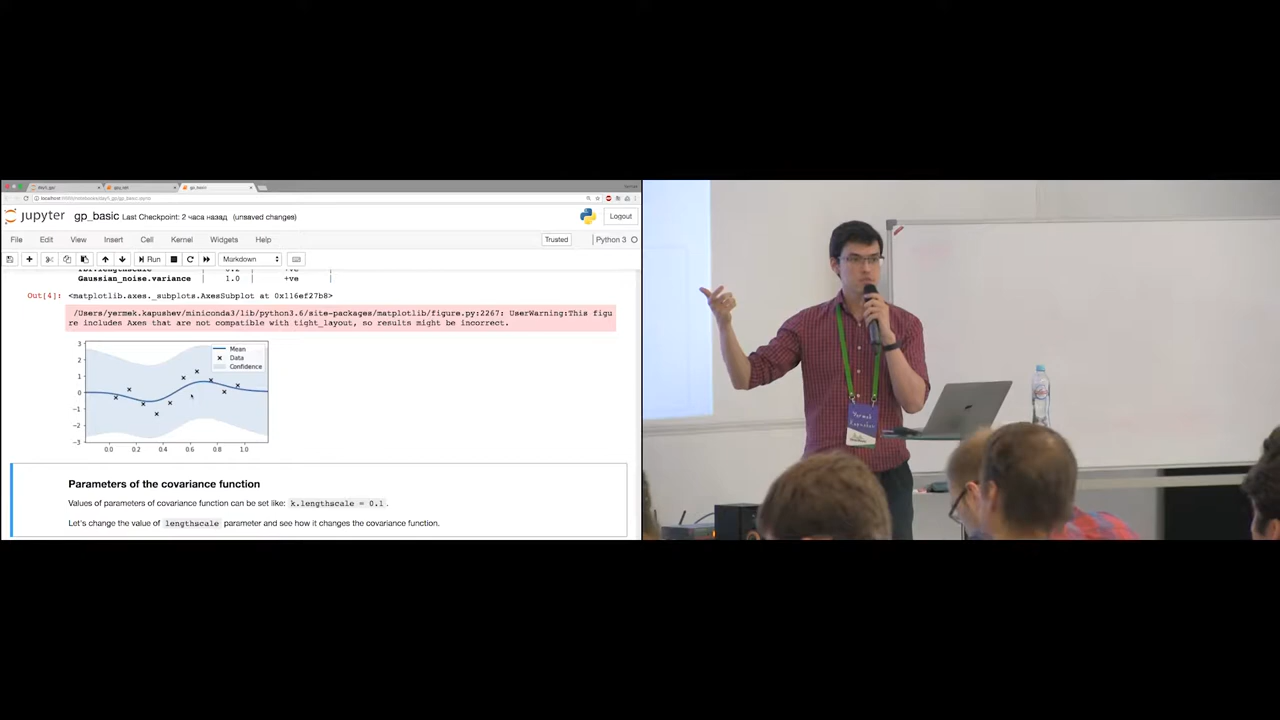 jupyter gp_basic Last Checkpoint: 2 часа назад (unsaved changes)
Logout
File Edit View Insert Cell Kernel Widgets Help
Trusted
Python 3
Run
Markdown
Gaussian_noise.variance | 1.0 | +ve |
Out[4]: <matplotlib.axes._subplots.AxesSubplot at 0x116ef27b8>
/Users/yermek.kapushev/miniconda3/lib/python3.6/site-packages/matplotlib/figure.py:2267: UserWarning:This figu
re includes Axes that are not compatible with tight_layout, so results might be incorrect.
Mean
Data
Confidence
3
2
1
0
−1
−2
−3
0.0 0.2 0.4 0.6 0.8 1.0
Parameters of the covariance function
Values of parameters of covariance function can be set like: k.lengthscale = 0.1.
Let's change the value of lengthscale parameter and see how it changes the covariance function.
Yermek
Kapushev